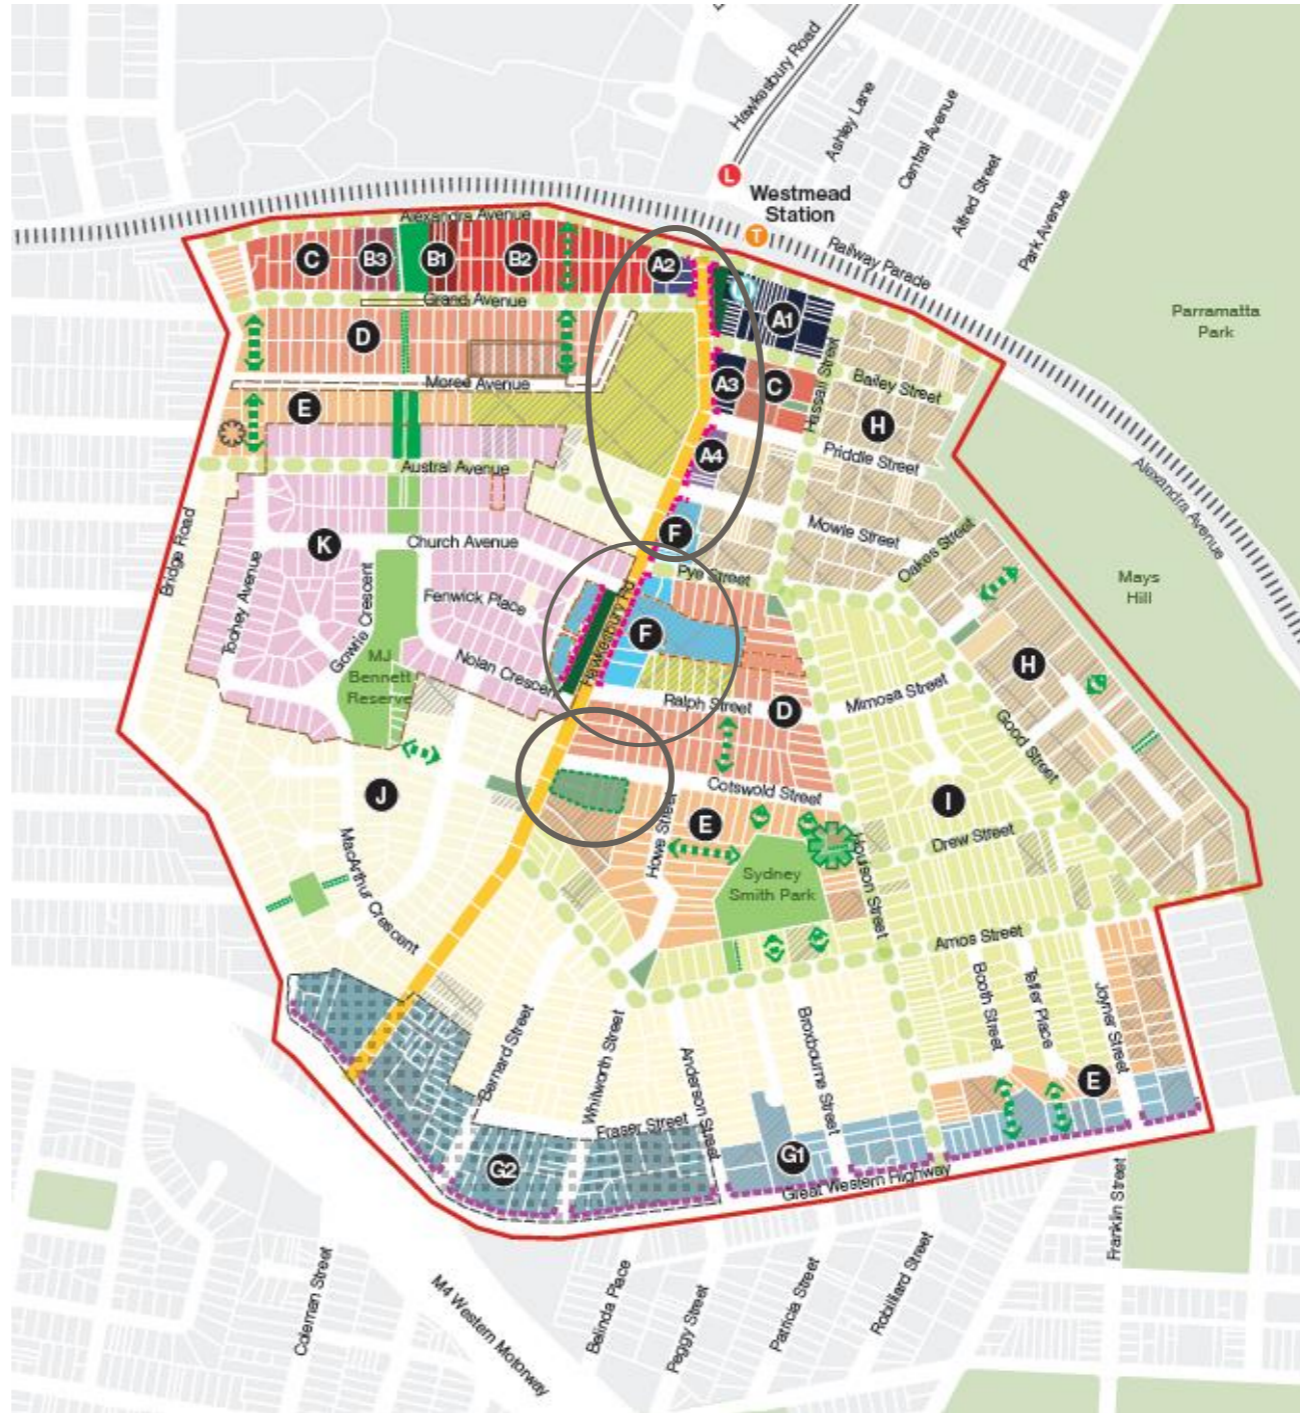 Hawkesbury Road
Ashley Lane
Central Avenue
Alfred Street
Park Avenue
L
Westmead
Station
T
Railway Parade
Parramatta
Park
Alexandra Avenue
C
B3
B1
B2
A2
Grand Avenue
A1
D
Moree Avenue
A3
C
Hassall Street
Bailey Street
E
H
A4
Priddle Street
Austral Avenue
Alexandra Avenue
Bridge Road
K
Church Avenue
F
Mowle Street
Oakes Street
Pye Street
Mays
Hill
Toohey Avenue
Gowrie Crescent
Fenwick Place
Hawkesbury Rd
F
MJ
Bennett
Reserve
Nolan Crescent
H
Ralph Street
D
Mimosa Street
Good Street
J
Cotswold Street
I
MacArthur Crescent
Howe Street
E
Drew Street
Sydney
Smith Park
Houison Street
Amos Street
Bernard Street
Whitworth Street
Anderson Street
Broxbourne Street
Booth Street
Telfer Place
Joyner Street
E
Fraser Street
G2
G1
Great Western Highway
Coleman Street
M4 Western Motorway
Belinda Place
Peggy Street
Patricia Street
Robilliard Street
Franklin Street